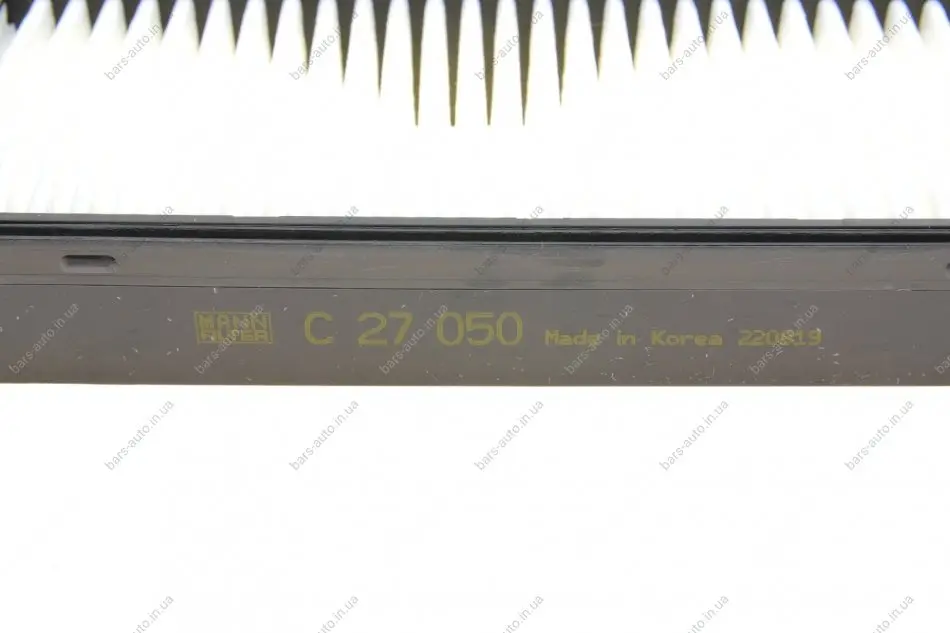 MANN FILTER C 27 050 Made in Korea 220819
bars-auto.in.ua